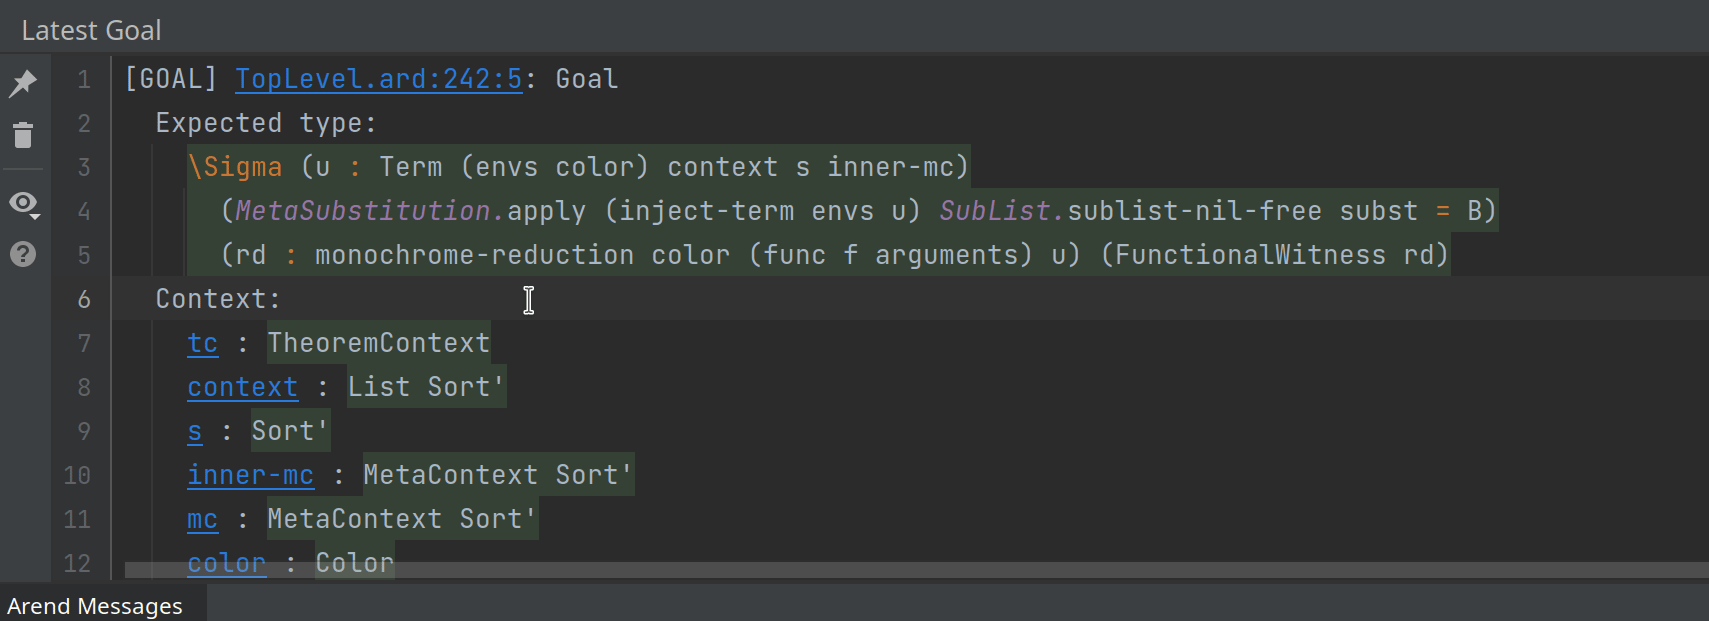 Latest Goal
1 [GOAL] TopLevel.ard:242:5: Goal
2 Expected type:
3 \Sigma (u : Term (envs color) context s inner-mc)
4 (MetaSubstitution.apply (inject-term envs u) SubList.sublist-nil-free subst = B)
5 (rd : monochrome-reduction color (func f arguments) u) (FunctionalWitness rd)
6 Context:
7 tc : TheoremContext
8 context : List Sort'
9 s : Sort'
10 inner-mc : MetaContext Sort'
11 mc : MetaContext Sort'
12 color : Color
Arend Messages